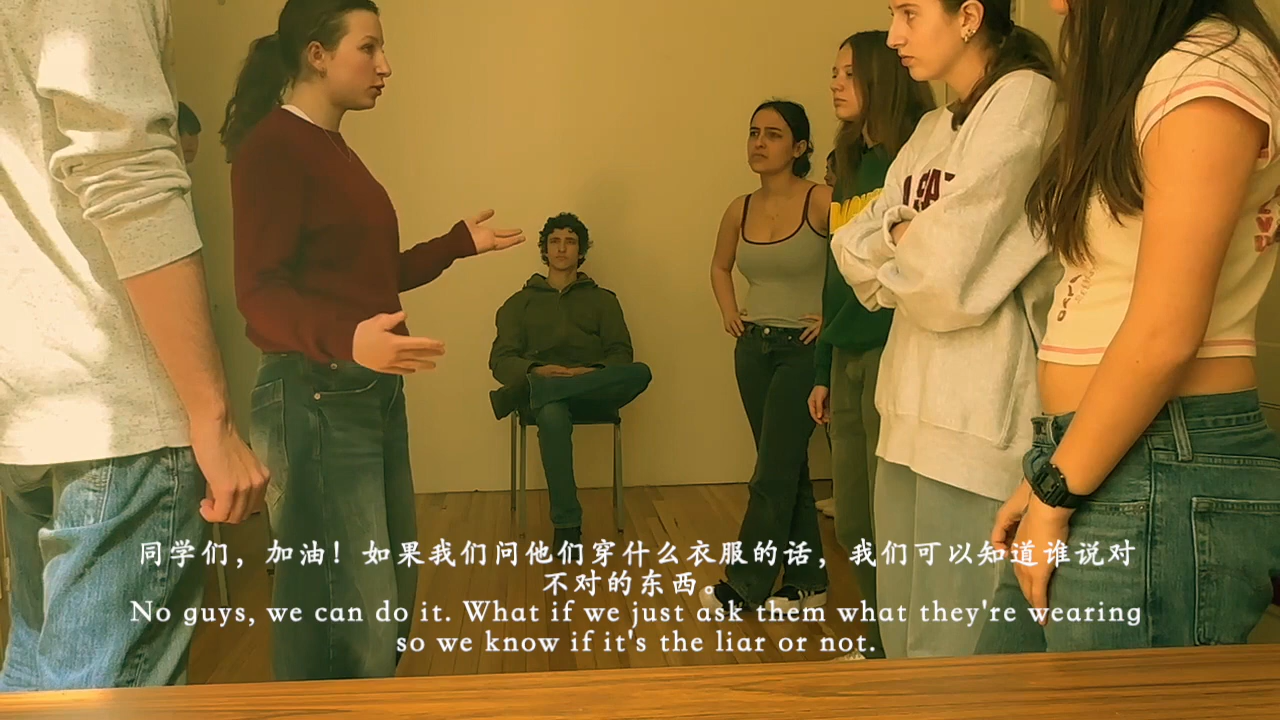 同学们，加油！如果我们问他们穿什么衣服的话，我们可以知道谁说对
不对的东西。
No guys, we can do it. What if we just ask them what they're wearing
so we know if it's the liar or not.